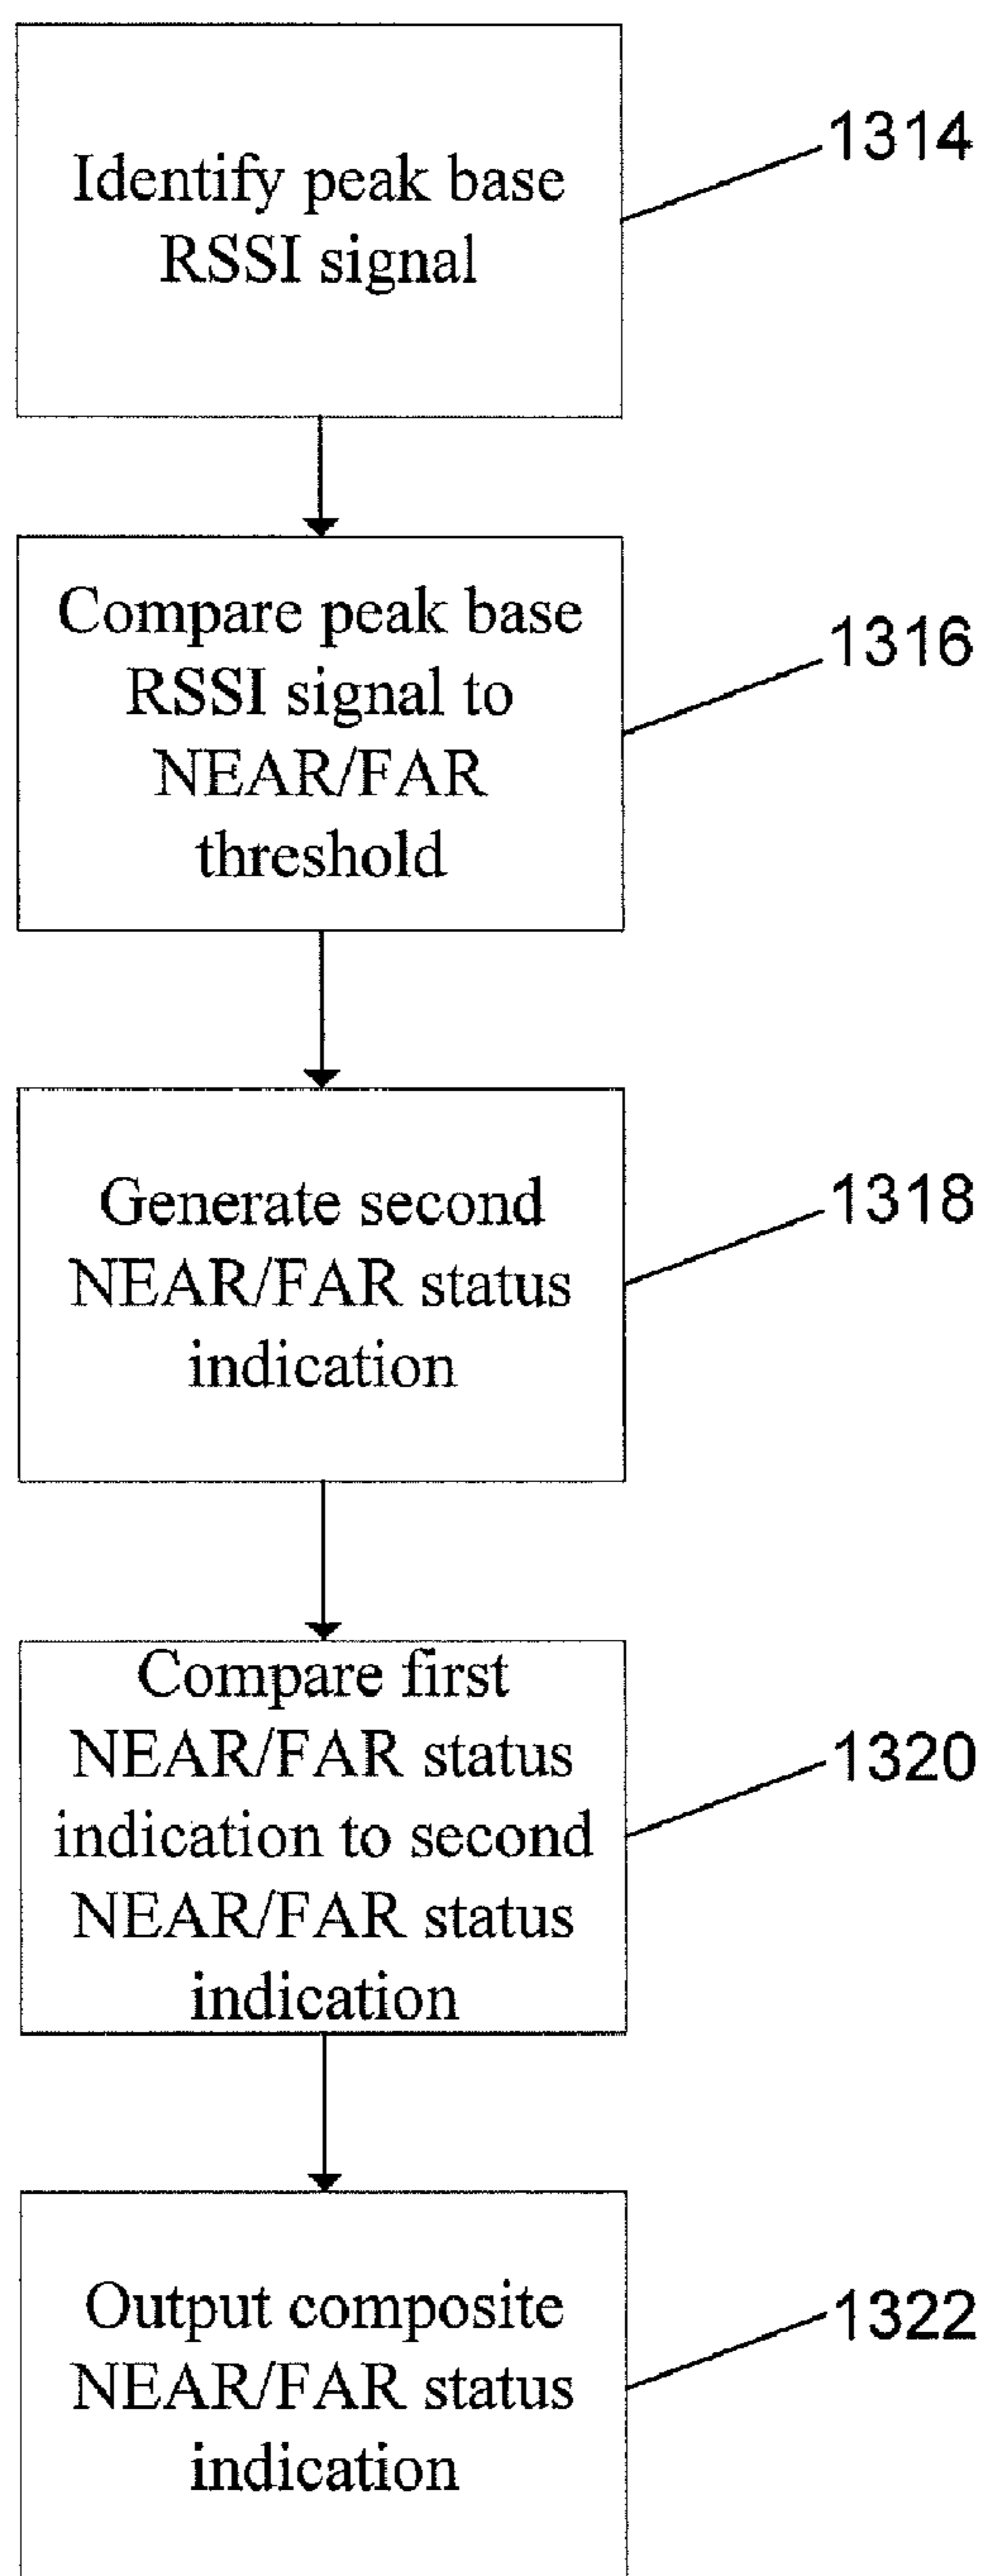 Identify peak base
RSSI signal
1314
Compare peak base
RSSI signal to
NEAR/FAR
threshold
1316
Generate second
NEAR/FAR status
indication
1318
Compare first
NEAR/FAR status
indication to second
NEAR/FAR status
indication
1320
Output composite
NEAR/FAR status
indication
1322